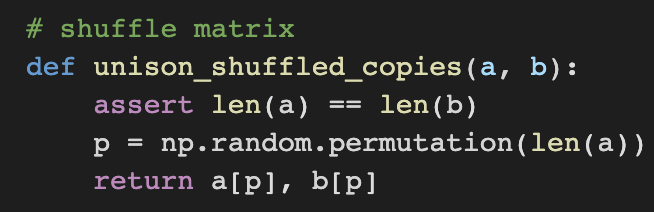 # shuffle matrix
def unison_shuffled_copies(a, b):
    assert len(a) == len(b)
    p = np.random.permutation(len(a))
    return a[p], b[p]